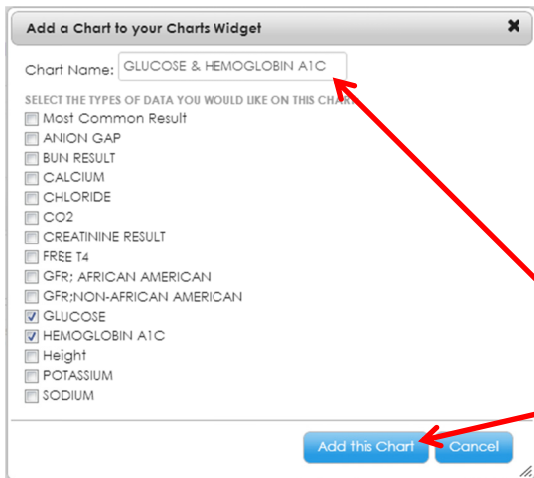 Add a Chart to your Charts Widget
Chart Name: GLUCOSE & HEMOGLOBIN A1C
SELECT THE TYPES OF DATA YOU WOULD LIKE ON THIS CHART
Most Common Result
ANION GAP
BUN RESULT
CALCIUM
CHLORIDE
CO2
CREATININE RESULT
FREE T4
GFR; AFRICAN AMERICAN
GFR;NON-AFRICAN AMERICAN
GLUCOSE
HEMOGLOBIN A1C
Height
POTASSIUM
SODIUM
Add this Chart Cancel